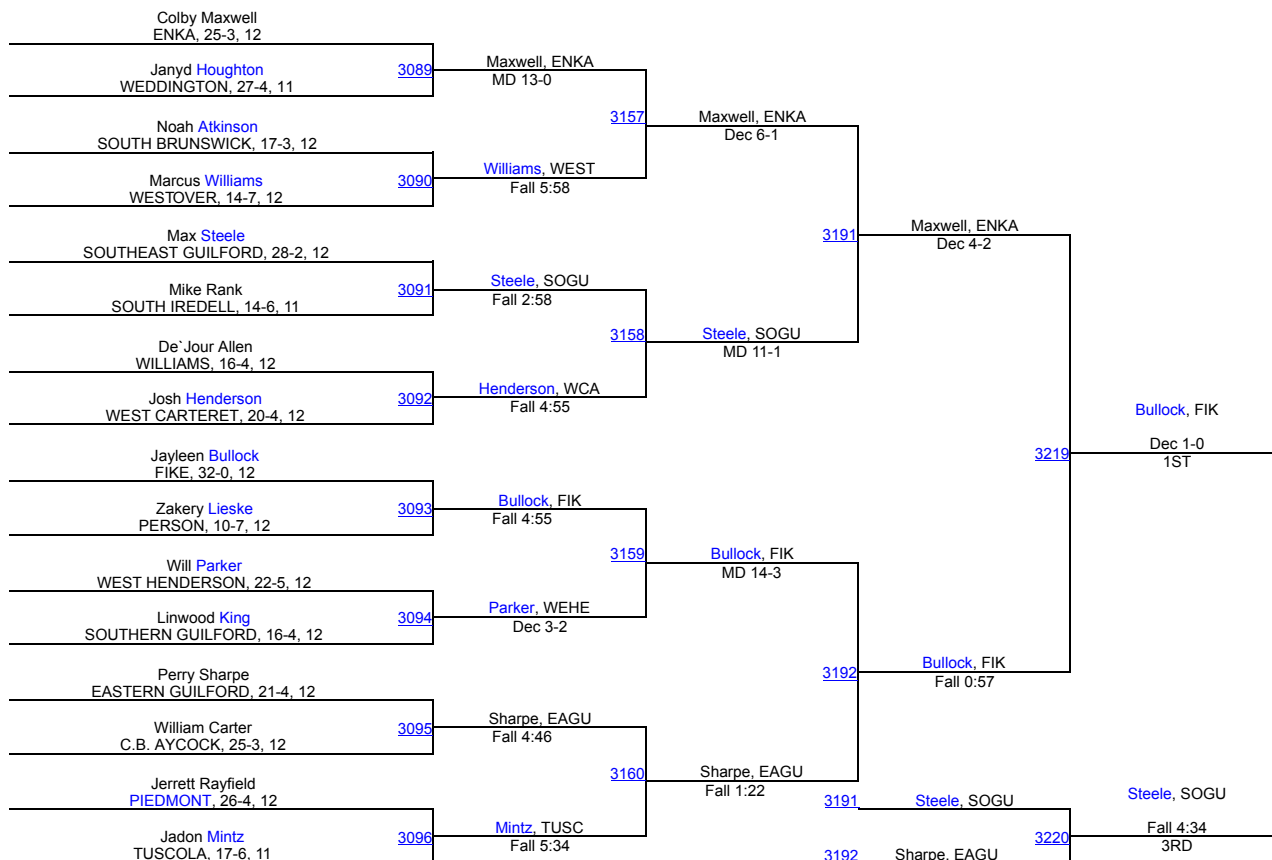 Colby Maxwell
ENKA, 25-3, 12
Janyd Houghton
WEDDINGTON, 27-4, 11
3089
Maxwell, ENKA
MD 13-0
Noah Atkinson
SOUTH BRUNSWICK, 17-3, 12
Marcus Williams
WESTOVER, 14-7, 12
3090
Williams, WEST
Fall 5:58
3157
Maxwell, ENKA
Dec 6-1
Max Steele
SOUTHEAST GUILFORD, 28-2, 12
Mike Rank
SOUTH IREDELL, 14-6, 11
3091
Steele, SOGU
Fall 2:58
De`Jour Allen
WILLIAMS, 16-4, 12
Josh Henderson
WEST CARTERET, 20-4, 12
3092
Henderson, WCA
Fall 4:55
3158
Steele, SOGU
MD 11-1
3191
Maxwell, ENKA
Dec 4-2
Jayleen Bullock
FIKE, 32-0, 12
Zakery Lieske
PERSON, 10-7, 12
3093
Bullock, FIK
Fall 4:55
Will Parker
WEST HENDERSON, 22-5, 12
Linwood King
SOUTHERN GUILFORD, 16-4, 12
3094
Parker, WEHE
Dec 3-2
3159
Bullock, FIK
MD 14-3
Perry Sharpe
EASTERN GUILFORD, 21-4, 12
William Carter
C.B. AYCOCK, 25-3, 12
3095
Sharpe, EAGU
Fall 4:46
Jerrett Rayfield
PIEDMONT, 26-4, 12
Jadon Mintz
TUSCOLA, 17-6, 11
3096
Mintz, TUSC
Fall 5:34
3160
Sharpe, EAGU
Fall 1:22
3192
Bullock, FIK
Fall 0:57
3219
Bullock, FIK
Dec 1-0
1ST
3191
Steele, SOGU
3192
Sharpe, EAGU
3220
Steele, SOGU
Fall 4:34
3RD